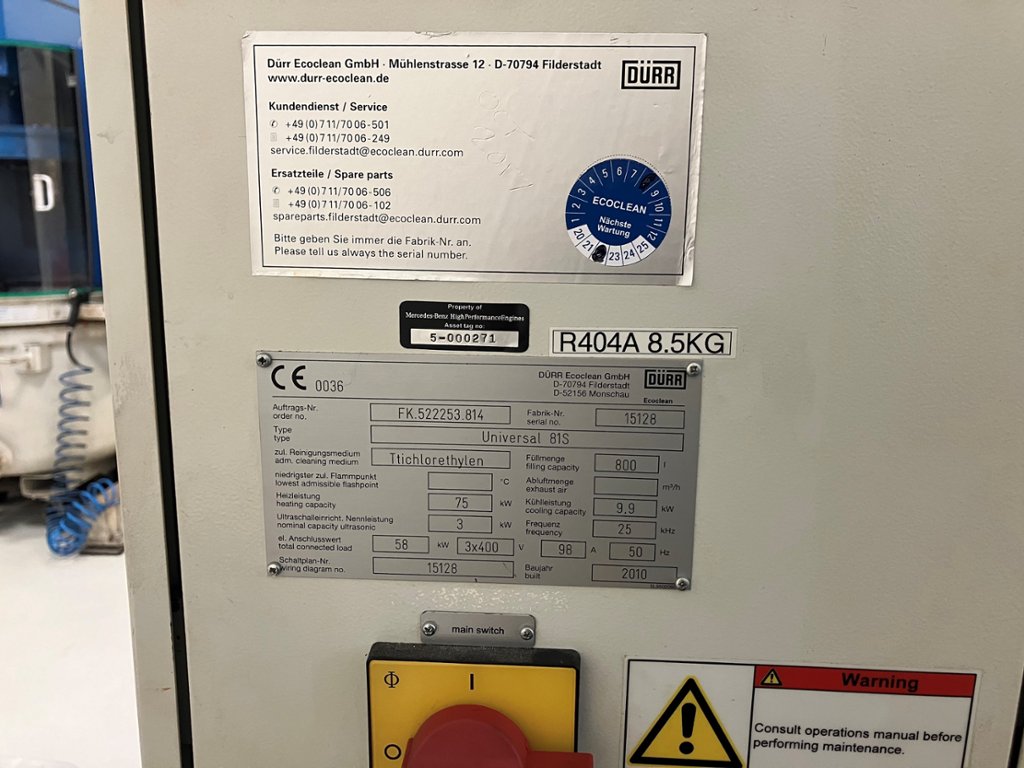 Dürr Ecoclean GmbH · Mühlenstrasse 12 · D-70794 Filderstadt
www.durr-ecoclean.de
DÜRR
Kundendienst / Service
+49 (0) 7 11/70 06-501
+49 (0) 7 11/70 06-249
service.filderstadt@ecoclean.durr.com
Ersatzteile / Spare parts
+49 (0) 7 11/70 06-506
+49 (0) 7 11/70 06-102
spareparts.filderstadt@ecoclean.durr.com
Bitte geben Sie immer die Fabrik-Nr. an.
Please tell us always the serial number.
1 2 3 4 5 6 7 9 10 11 12
ECOCLEAN
Nächste
Wartung
20 21 23 24 25
D
Property of
Mercedes-Benz HighPerformanceEngines
Asset tag no:
5-000271
R404A 8.5KG
CE 0036
DÜRR Ecoclean GmbH
D-70794 Filderstadt
D-52156 Monschau
DÜRR
Ecoclean
Auftrags-Nr.
order no.
FK.522253.814
Fabrik-Nr.
serial no.
15128
Type
type
Universal 81S
zul. Reinigungsmedium
adm. cleaning medium
Ttichlorethylen
Füllmenge
filling capacity
800 l
niedrigster zul. Flammpunkt
lowest admissible flashpoint
°C
Abluftmenge
exhaust air
m³/h
Heizleistung
heating capacity
75 kW
Kühlleistung
cooling capacity
9.9 kW
Ultraschalleinricht. Nennleistung
nominal capacity ultrasonic
3 kW
Frequenz
frequency
25 kHz
el. Anschlusswert
total connected load
58 kW 3x400 V 98 A 50 Hz
Schaltplan-Nr.
wiring diagram no.
15128
Baujahr
built
2010
main switch
I
O
Warning
Consult operations manual before
performing maintenance.